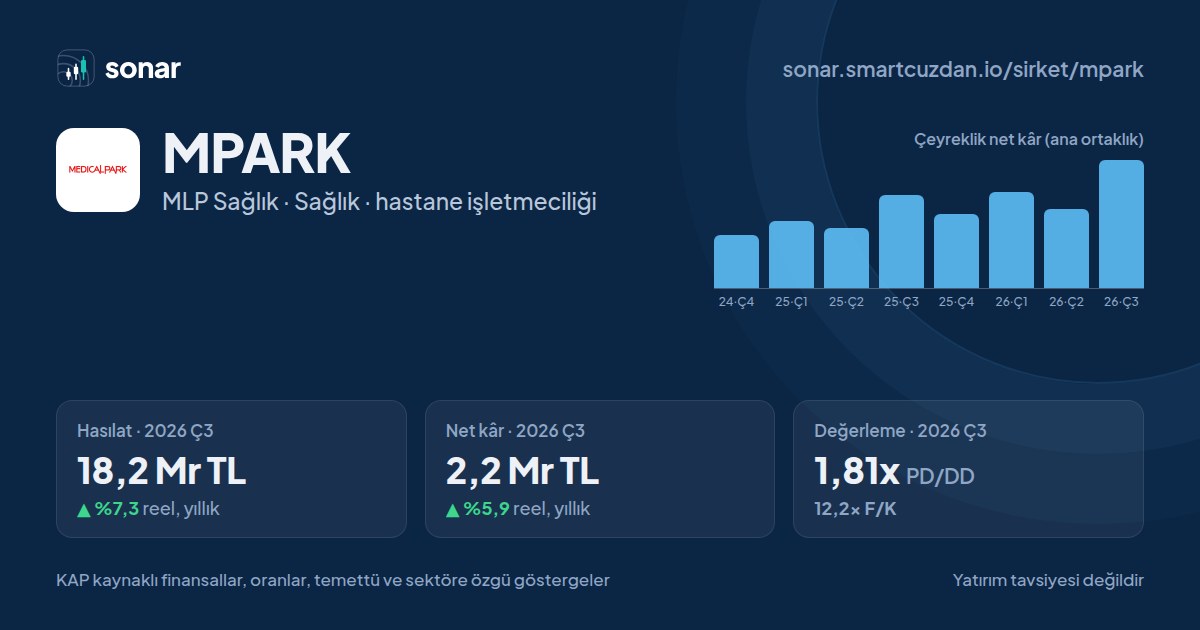 sonar
sonar.smartcuzdan.io/sirket/mpark
MEDICALPARK
MPARK
MLP Sağlık · Sağlık · hastane işletmeciliği
Çeyreklik net kâr (ana ortaklık)
24·Ç4 25·Ç1 25·Ç2 25·Ç3 25·Ç4 26·Ç1 26·Ç2 26·Ç3
Hasılat · 2026 Ç3
18,2 Mr TL
▲ %7,3 reel, yıllık
Net kâr · 2026 Ç3
2,2 Mr TL
▲ %5,9 reel, yıllık
Değerleme · 2026 Ç3
1,81x PD/DD
12,2x F/K
KAP kaynaklı finansallar, oranlar, temettü ve sektöre özgü göstergeler
Yatırım tavsiyesi değildir